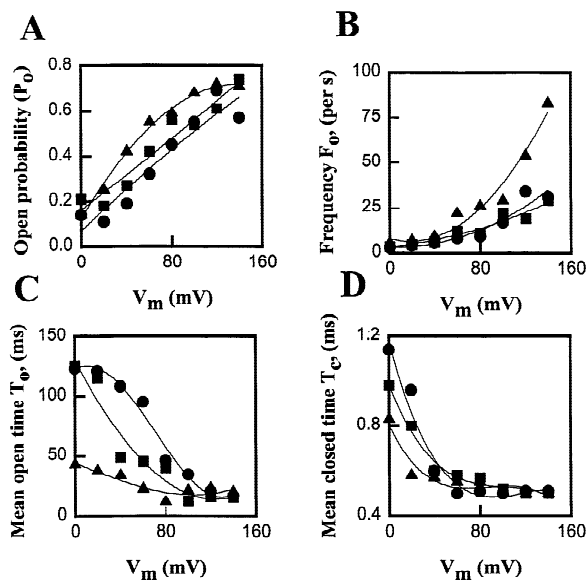 A
Open probability (Po)
0.8
0.6
0.4
0.2
0.0
0 80 160
Vm (mV)
B
Frequency Fo, (per s)
100
75
50
25
0
0 80 160
Vm (mV)
C
Mean open time To, (ms)
150
100
50
0
0 80 160
Vm (mV)
D
Mean closed time Tc, (ms)
1.2
0.8
0.4
0 80 160
Vm (mV)